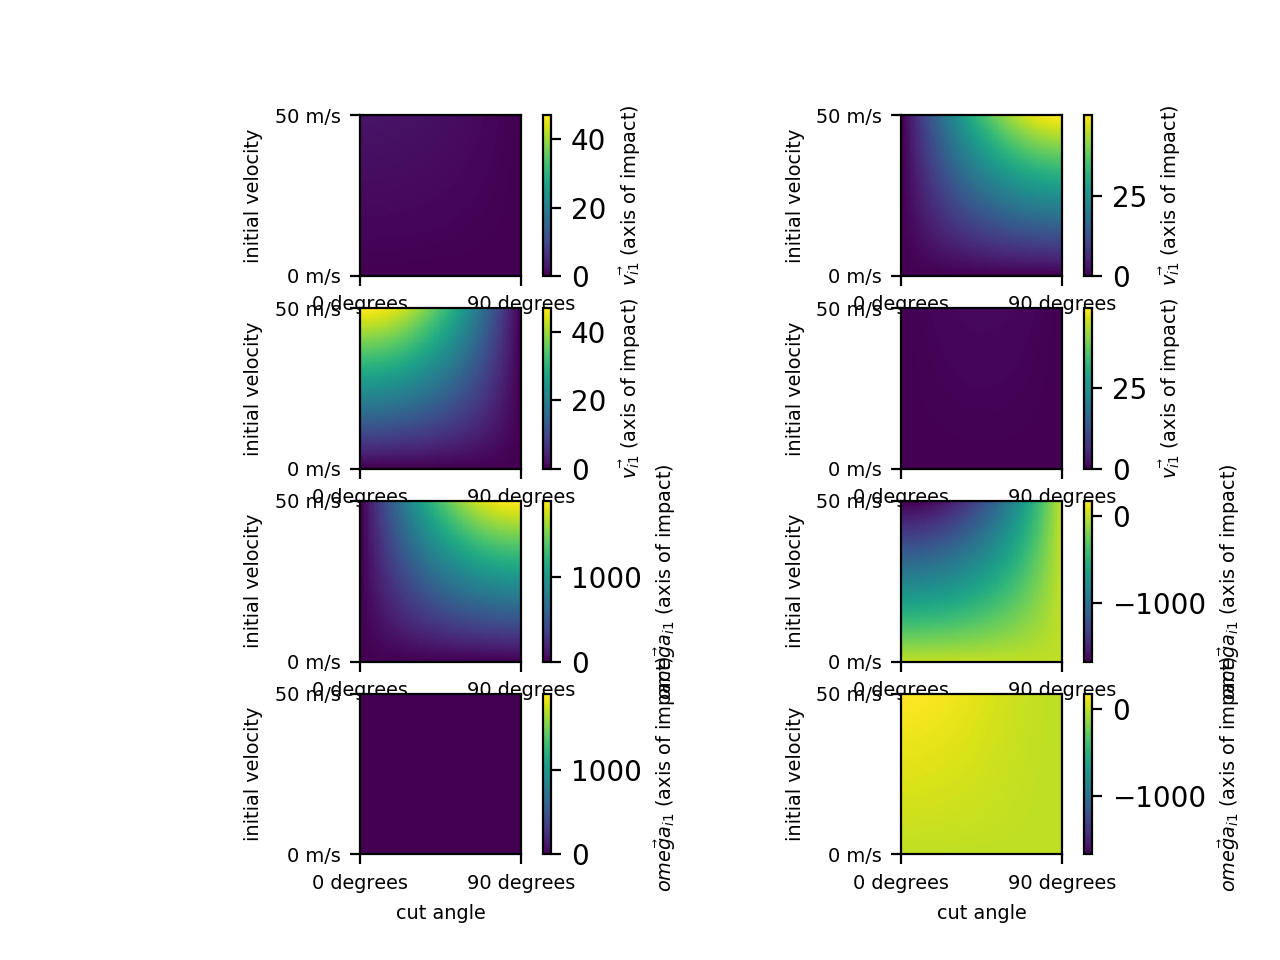 50 m/s
initial velocity
0 m/s
0 degrees 90 degrees
40
20
0
v⃗i1 (axis of impact)
50 m/s
initial velocity
0 m/s
0 degrees 90 degrees
25
0
v⃗i1 (axis of impact)
50 m/s
initial velocity
0 m/s
0 degrees 90 degrees
40
20
0
v⃗i1 (axis of impact)
50 m/s
initial velocity
0 m/s
0 degrees 90 degrees
25
0
v⃗i1 (axis of impact)
50 m/s
initial velocity
0 m/s
0 degrees 90 degrees
1000
0
omeg⃗ai1 (axis of impact)
50 m/s
initial velocity
0 m/s
0 degrees 90 degrees
0
−1000
omeg⃗ai1 (axis of impact)
50 m/s
initial velocity
0 m/s
0 degrees 90 degrees
cut angle
1000
0
omeg⃗ai1 (axis of impact)
50 m/s
initial velocity
0 m/s
0 degrees 90 degrees
cut angle
0
−1000
omeg⃗ai1 (axis of impact)